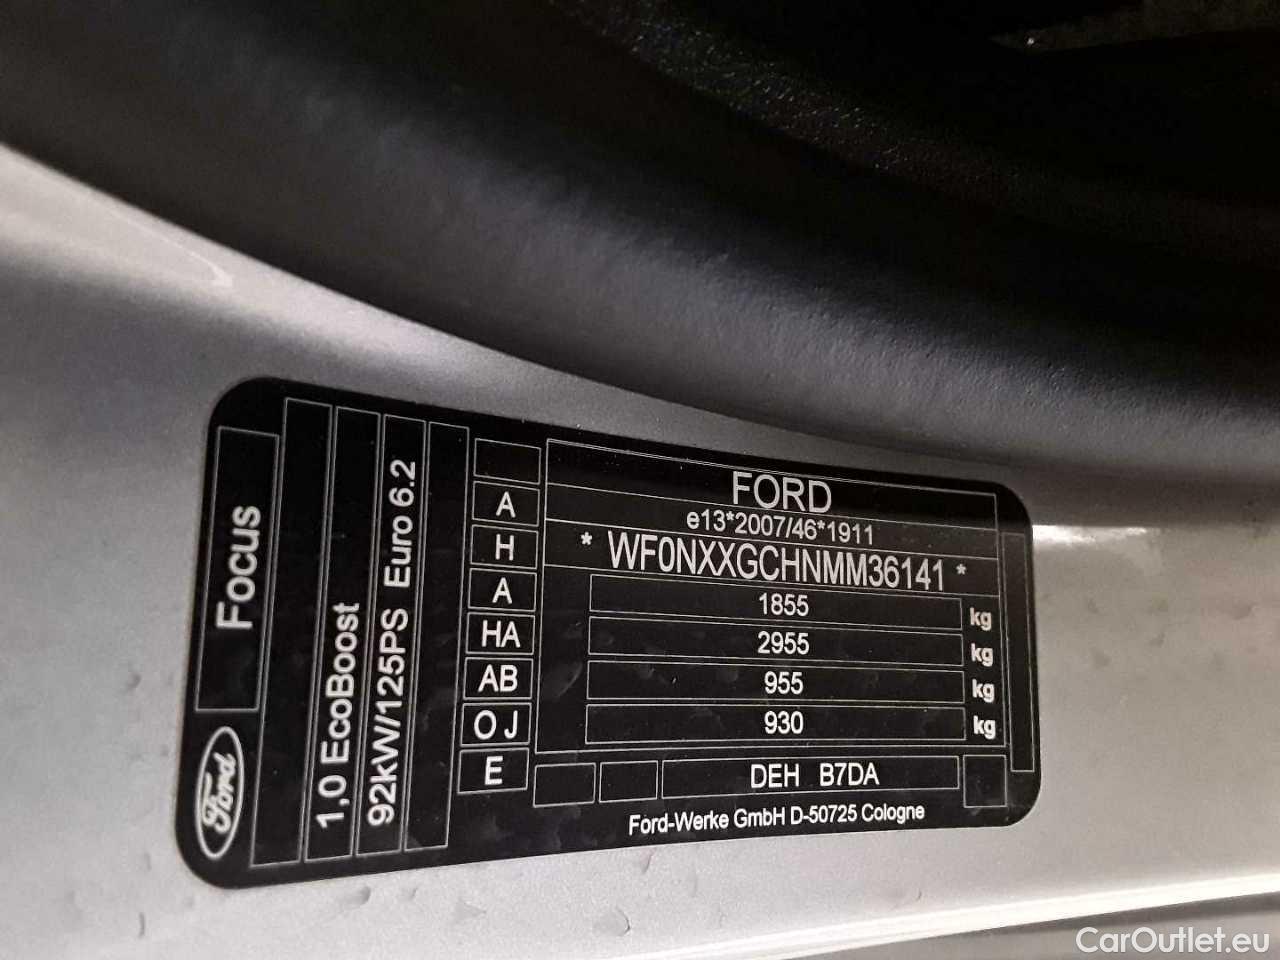 FORD
e13*2007/46*1911
* WF0NXXGCHNMM36141 *
1855 kg
2955 kg
955 kg
930 kg
DEH B7DA
Ford-Werke GmbH D-50725 Cologne
A
H
A
HA
AB
O J
E
Focus
1,0 EcoBoost
92kW/125PS Euro 6.2
Ford
CarOutlet.eu